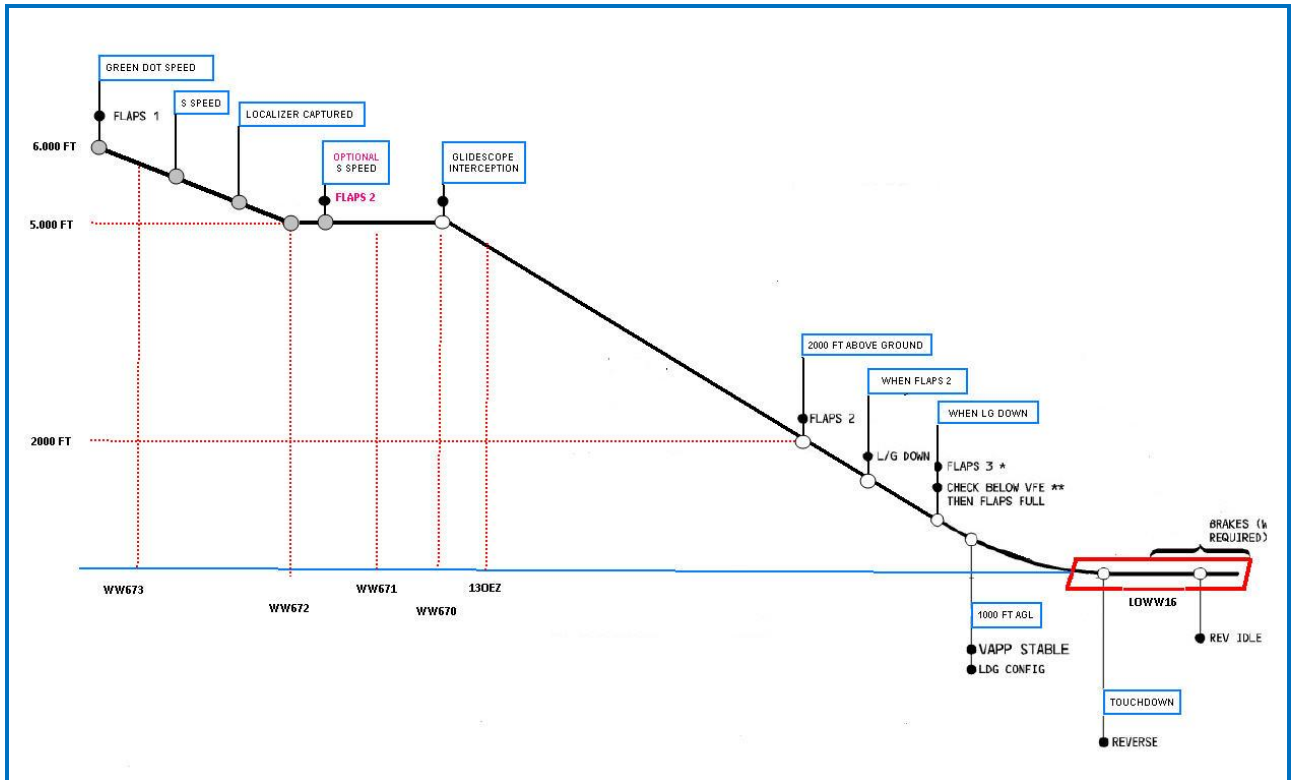 GREEN DOT SPEED
FLAPS 1
S SPEED
LOCALIZER CAPTURED
6.000 FT
OPTIONAL
S SPEED
FLAPS 2
GLIDESCOPE
INTERCEPTION
5.000 FT
2000 FT ABOVE GROUND
FLAPS 2
WHEN FLAPS 2
L/G DOWN
WHEN LG DOWN
FLAPS 3 *
CHECK BELOW VFE **
THEN FLAPS FULL
2000 FT
BRAKES (W
REQUIRED)
WW673
WW672
WW671
WW670
13OEZ
LOWW16
1000 FT AGL
VAPP STABLE
LDG CONFIG
REV IDLE
TOUCHDOWN
REVERSE